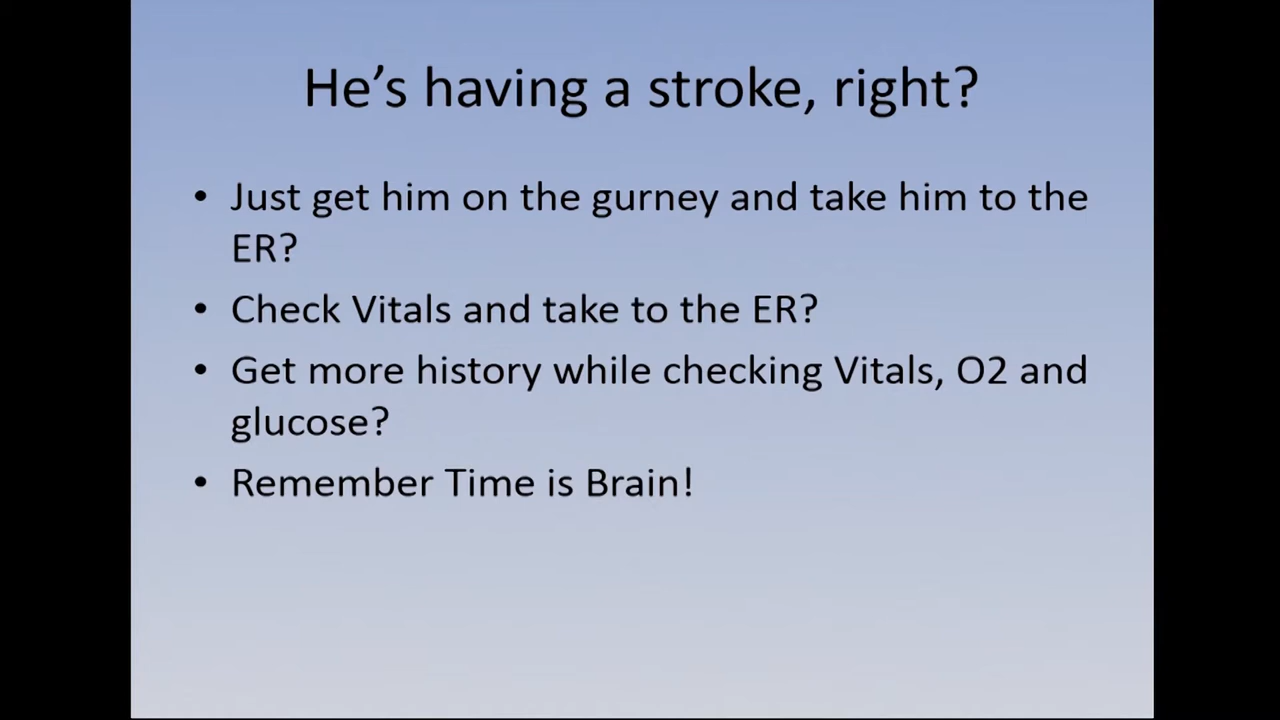 He’s having a stroke, right?
• Just get him on the gurney and take him to the
ER?
• Check Vitals and take to the ER?
• Get more history while checking Vitals, O2 and
glucose?
• Remember Time is Brain!